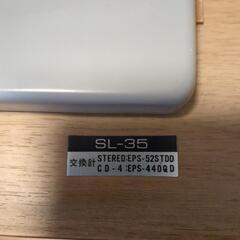 SL-35
交換針
STEREO:EPS-52STDD
CD-4:EPS-440QD